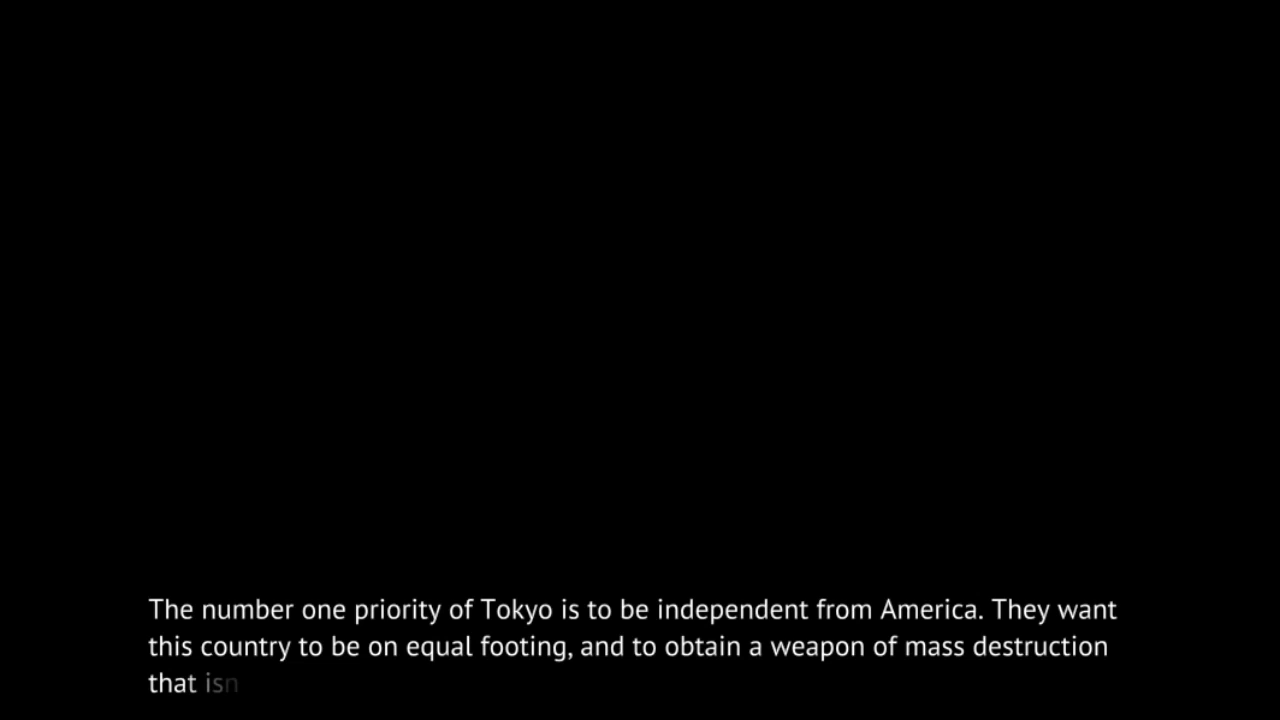 The number one priority of Tokyo is to be independent from America. They want
this country to be on equal footing, and to obtain a weapon of mass destruction
that isn